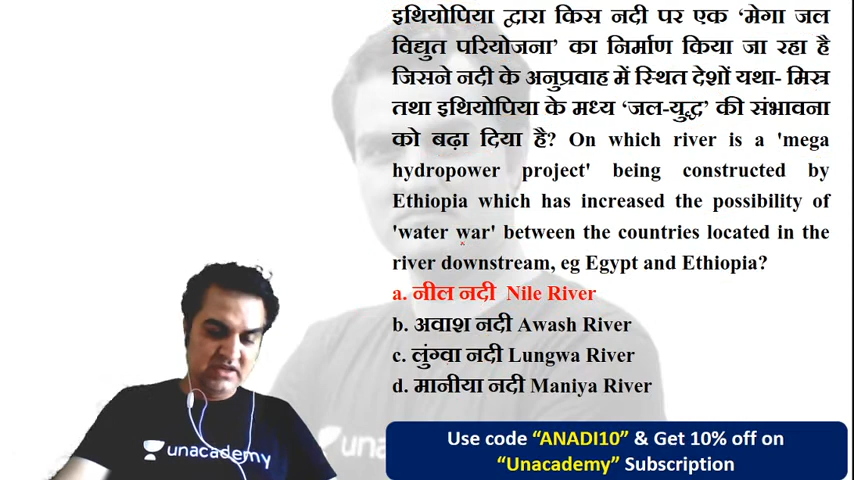 इथियोपिया द्वारा किस नदी पर एक ‘मेगा जल
विद्युत परियोजना’ का निर्माण किया जा रहा है
जिसने नदी के अनुप्रवाह में स्थित देशों यथा- मिस्र
तथा इथियोपिया के मध्य ‘जल-युद्ध’ की संभावना
को बढ़ा दिया है? On which river is a 'mega
hydropower project' being constructed by
Ethiopia which has increased the possibility of
'water war' between the countries located in the
river downstream, eg Egypt and Ethiopia?
a. नील नदी Nile River
b. अवाश नदी Awash River
c. लुंग्वा नदी Lungwa River
d. मानीया नदी Maniya River
unacademy
una
Use code “ANADI10” & Get 10% off on
“Unacademy” Subscription